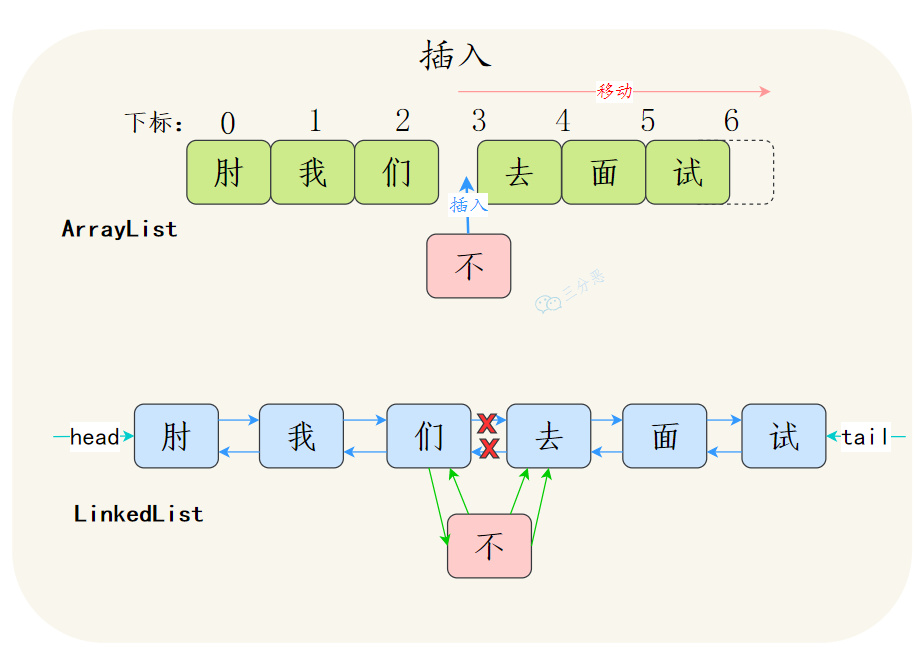 插入
移动
下标： 0 1 2 3 4 5 6
肘 我 们 去 面 试
插入
ArrayList
不
三分恶
head 肘 我 们 去 面 试 tail
LinkedList
不